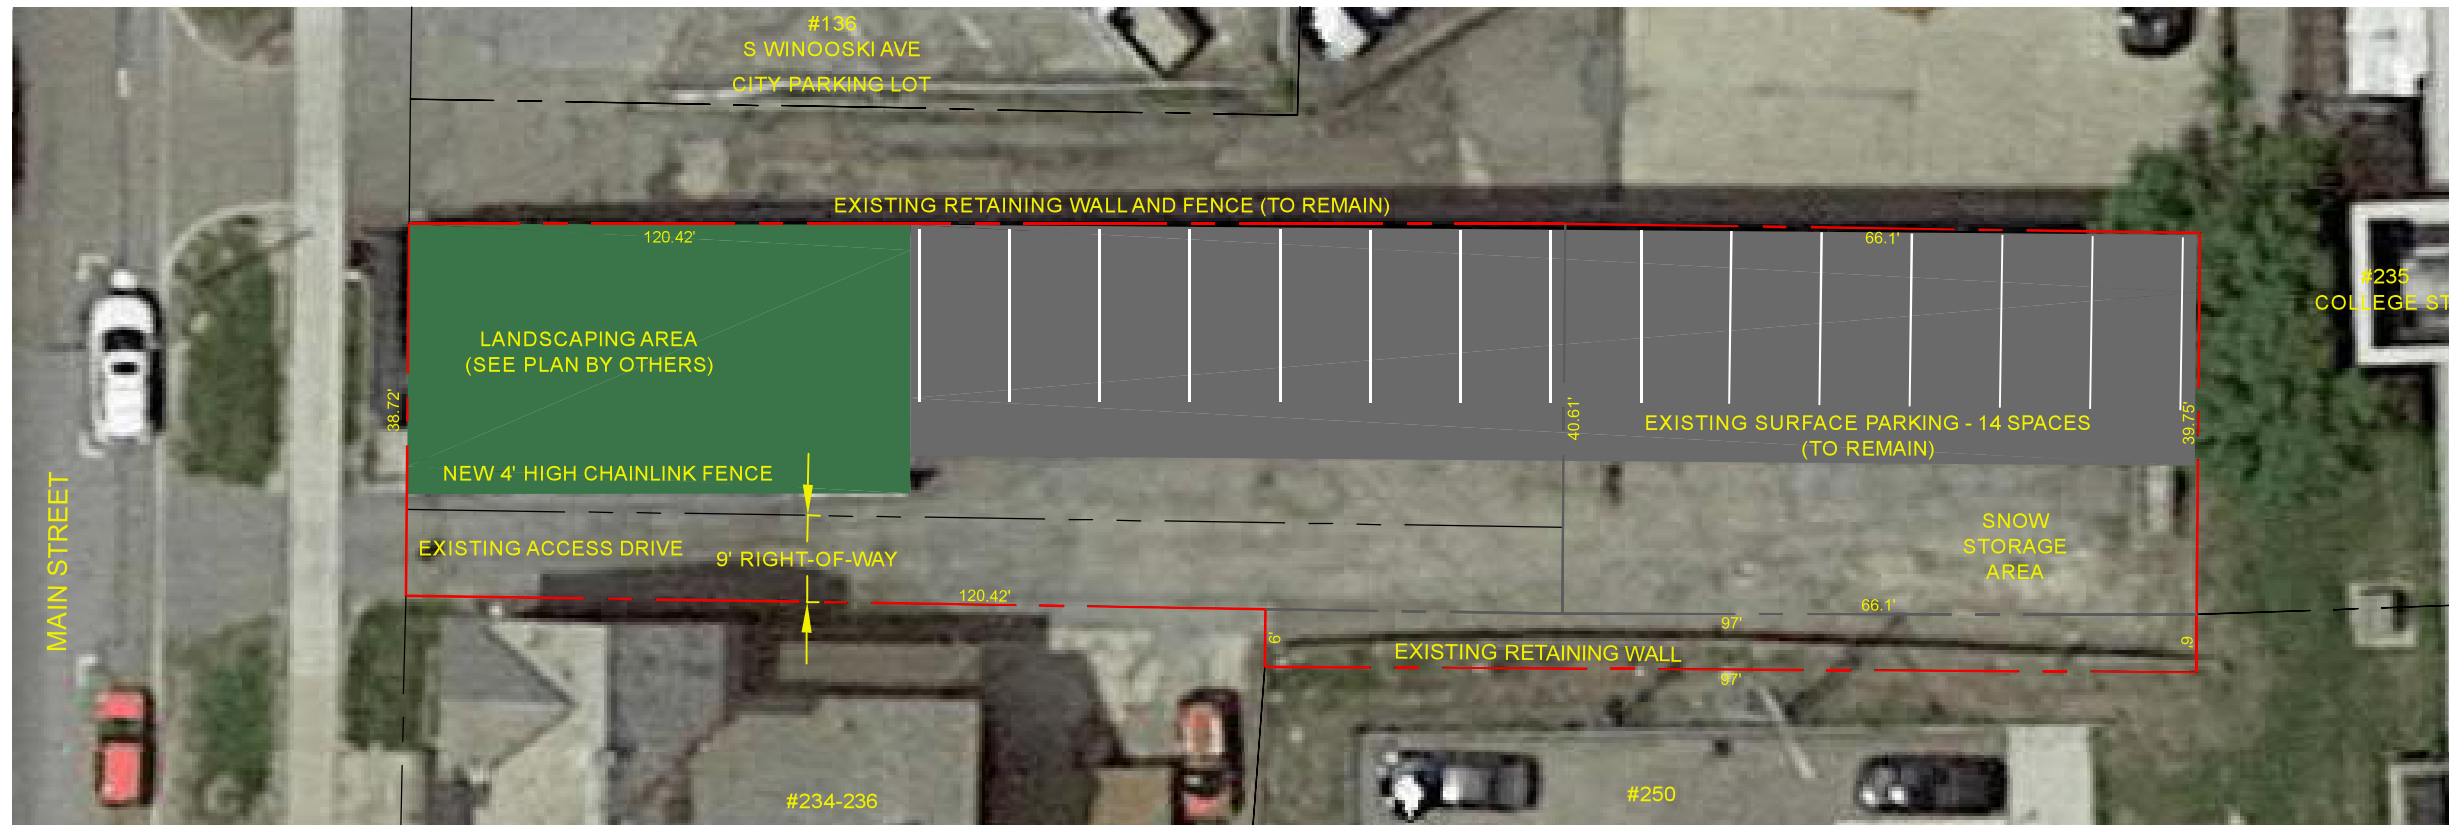 #136
S WINOOSKI AVE
CITY PARKING LOT
EXISTING RETAINING WALL AND FENCE (TO REMAIN)
120.42'
66.1'
#235
COLLEGE ST
LANDSCAPING AREA
(SEE PLAN BY OTHERS)
38.72'
40.61'
39.75'
EXISTING SURFACE PARKING - 14 SPACES
(TO REMAIN)
NEW 4' HIGH CHAINLINK FENCE
MAIN STREET
EXISTING ACCESS DRIVE
9' RIGHT-OF-WAY
SNOW
STORAGE
AREA
120.42'
66.1'
97'
6'
6'
EXISTING RETAINING WALL
97'
#234-236
#250